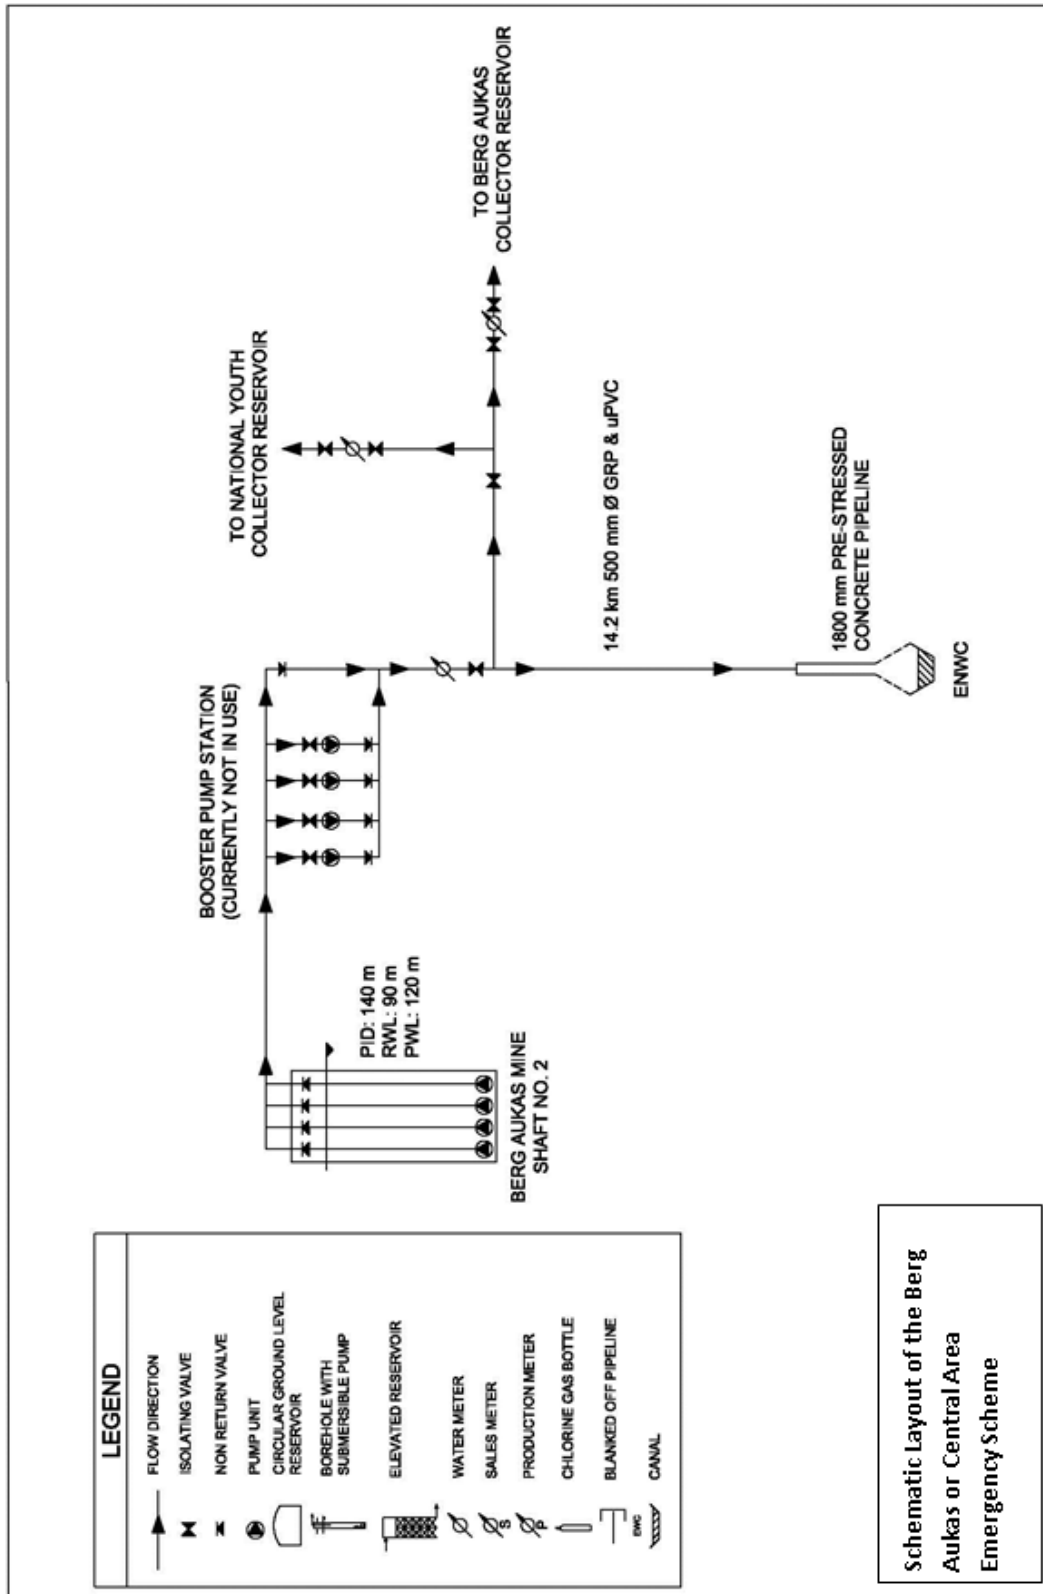 TO NATIONAL YOUTH
COLLECTOR RESERVOIR
TO BERG AUKAS
COLLECTOR RESERVOIR
BOOSTER PUMP STATION
(CURRENTLY NOT IN USE)
PID: 140 m
RWL: 90 m
PWL: 120 m
BERG AUKAS MINE
SHAFT NO. 2
14.2 km 500 mm Ø GRP & uPVC
1800 mm PRE-STRESSED
CONCRETE PIPELINE
ENWC
LEGEND
FLOW DIRECTION
ISOLATING VALVE
NON RETURN VALVE
PUMP UNIT
CIRCULAR GROUND LEVEL
RESERVOIR
BOREHOLE WITH
SUBMERSIBLE PUMP
ELEVATED RESERVOIR
WATER METER
S
SALES METER
P
PRODUCTION METER
CHLORINE GAS BOTTLE
BLANKED OFF PIPELINE
EWC
CANAL
Schematic Layout of the Berg
Aukas or Central Area
Emergency Scheme